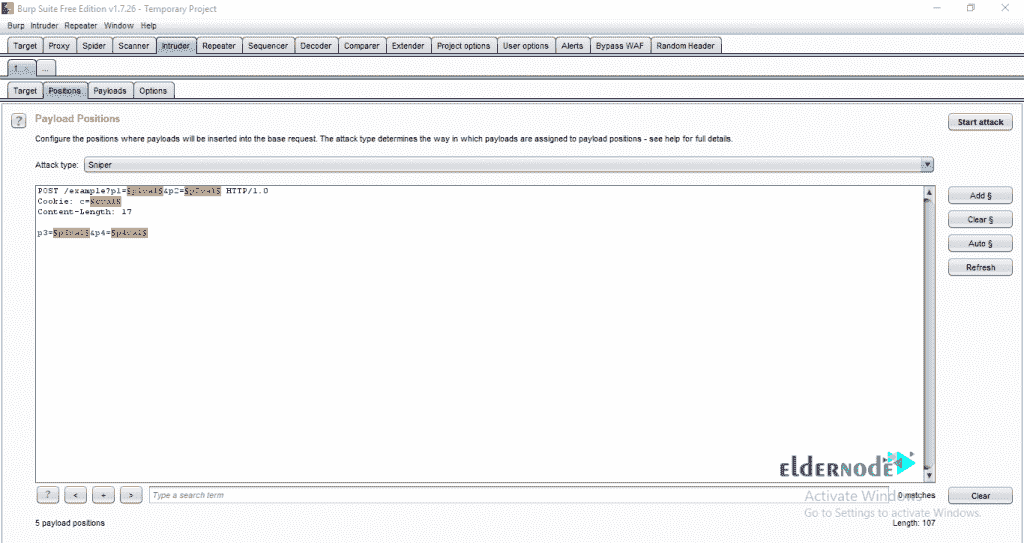 Burp Suite Free Edition v1.7.26 - Temporary Project
Burp Intruder Repeater Window Help
Target Proxy Spider Scanner Intruder Repeater Sequencer Decoder Comparer Extender Project options User options Alerts Bypass WAF Random Header
1 × ...
Target Positions Payloads Options
? Payload Positions
Start attack
Configure the positions where payloads will be inserted into the base request. The attack type determines the way in which payloads are assigned to payload positions - see help for full details.
Attack type: Sniper
POST /example?p1=§p1val§&p2=§p2val§ HTTP/1.0
Cookie: c=§cval§
Content-Length: 17
p3=§p3val§&p4=§p4val§
Add §
Clear §
Auto §
Refresh
eldernode
? < + > Type a search term 0 matches Clear
Activate Windows
Go to Settings to activate Windows.
5 payload positions Length: 107